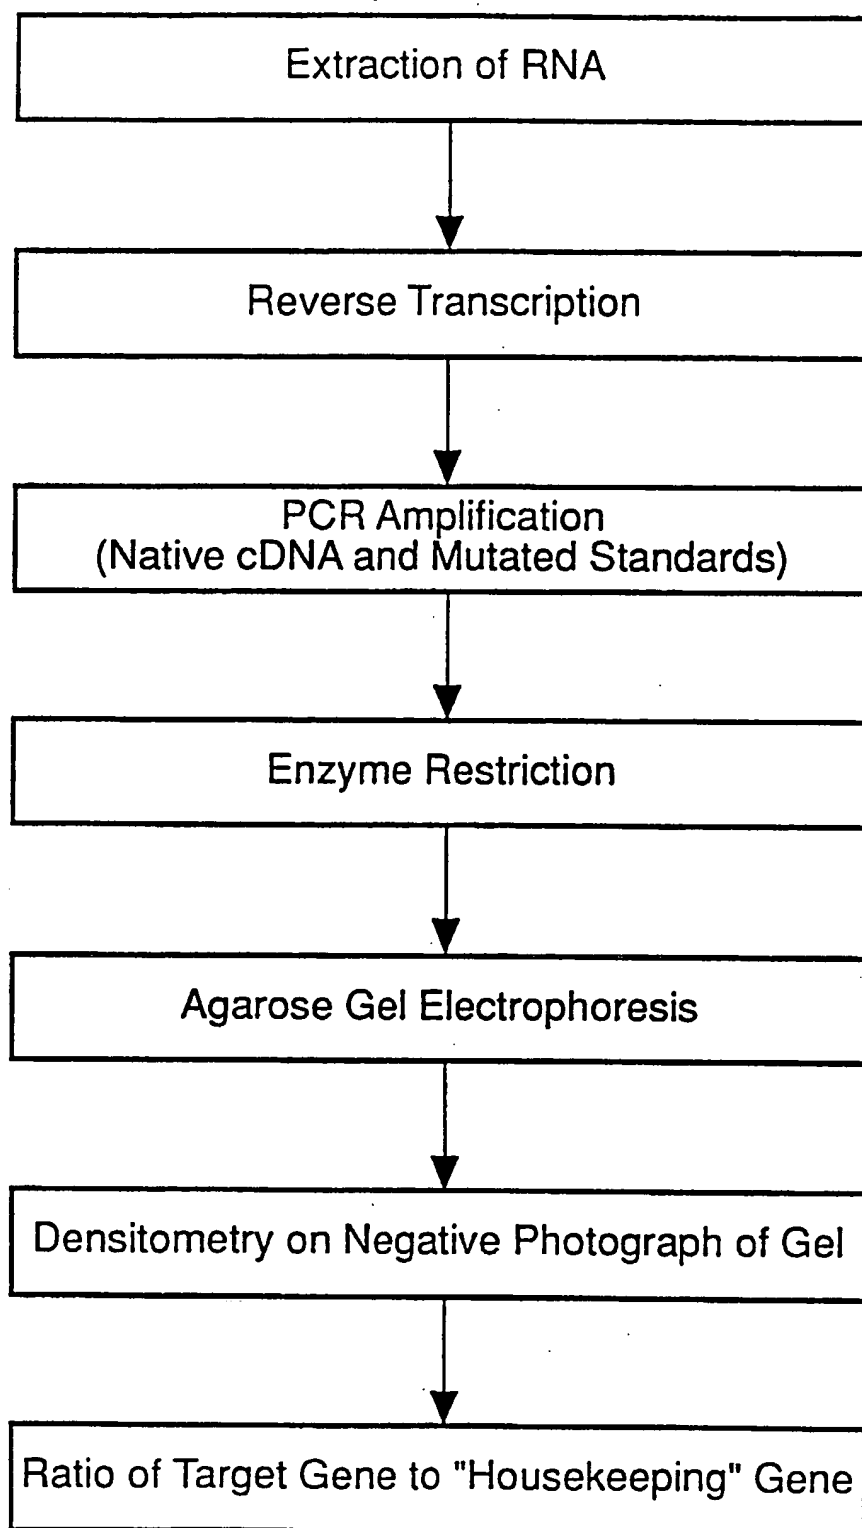 Extraction of RNA
Reverse Transcription
PCR Amplification
(Native cDNA and Mutated Standards)
Enzyme Restriction
Agarose Gel Electrophoresis
Densitometry on Negative Photograph of Gel
Ratio of Target Gene to "Housekeeping" Gene